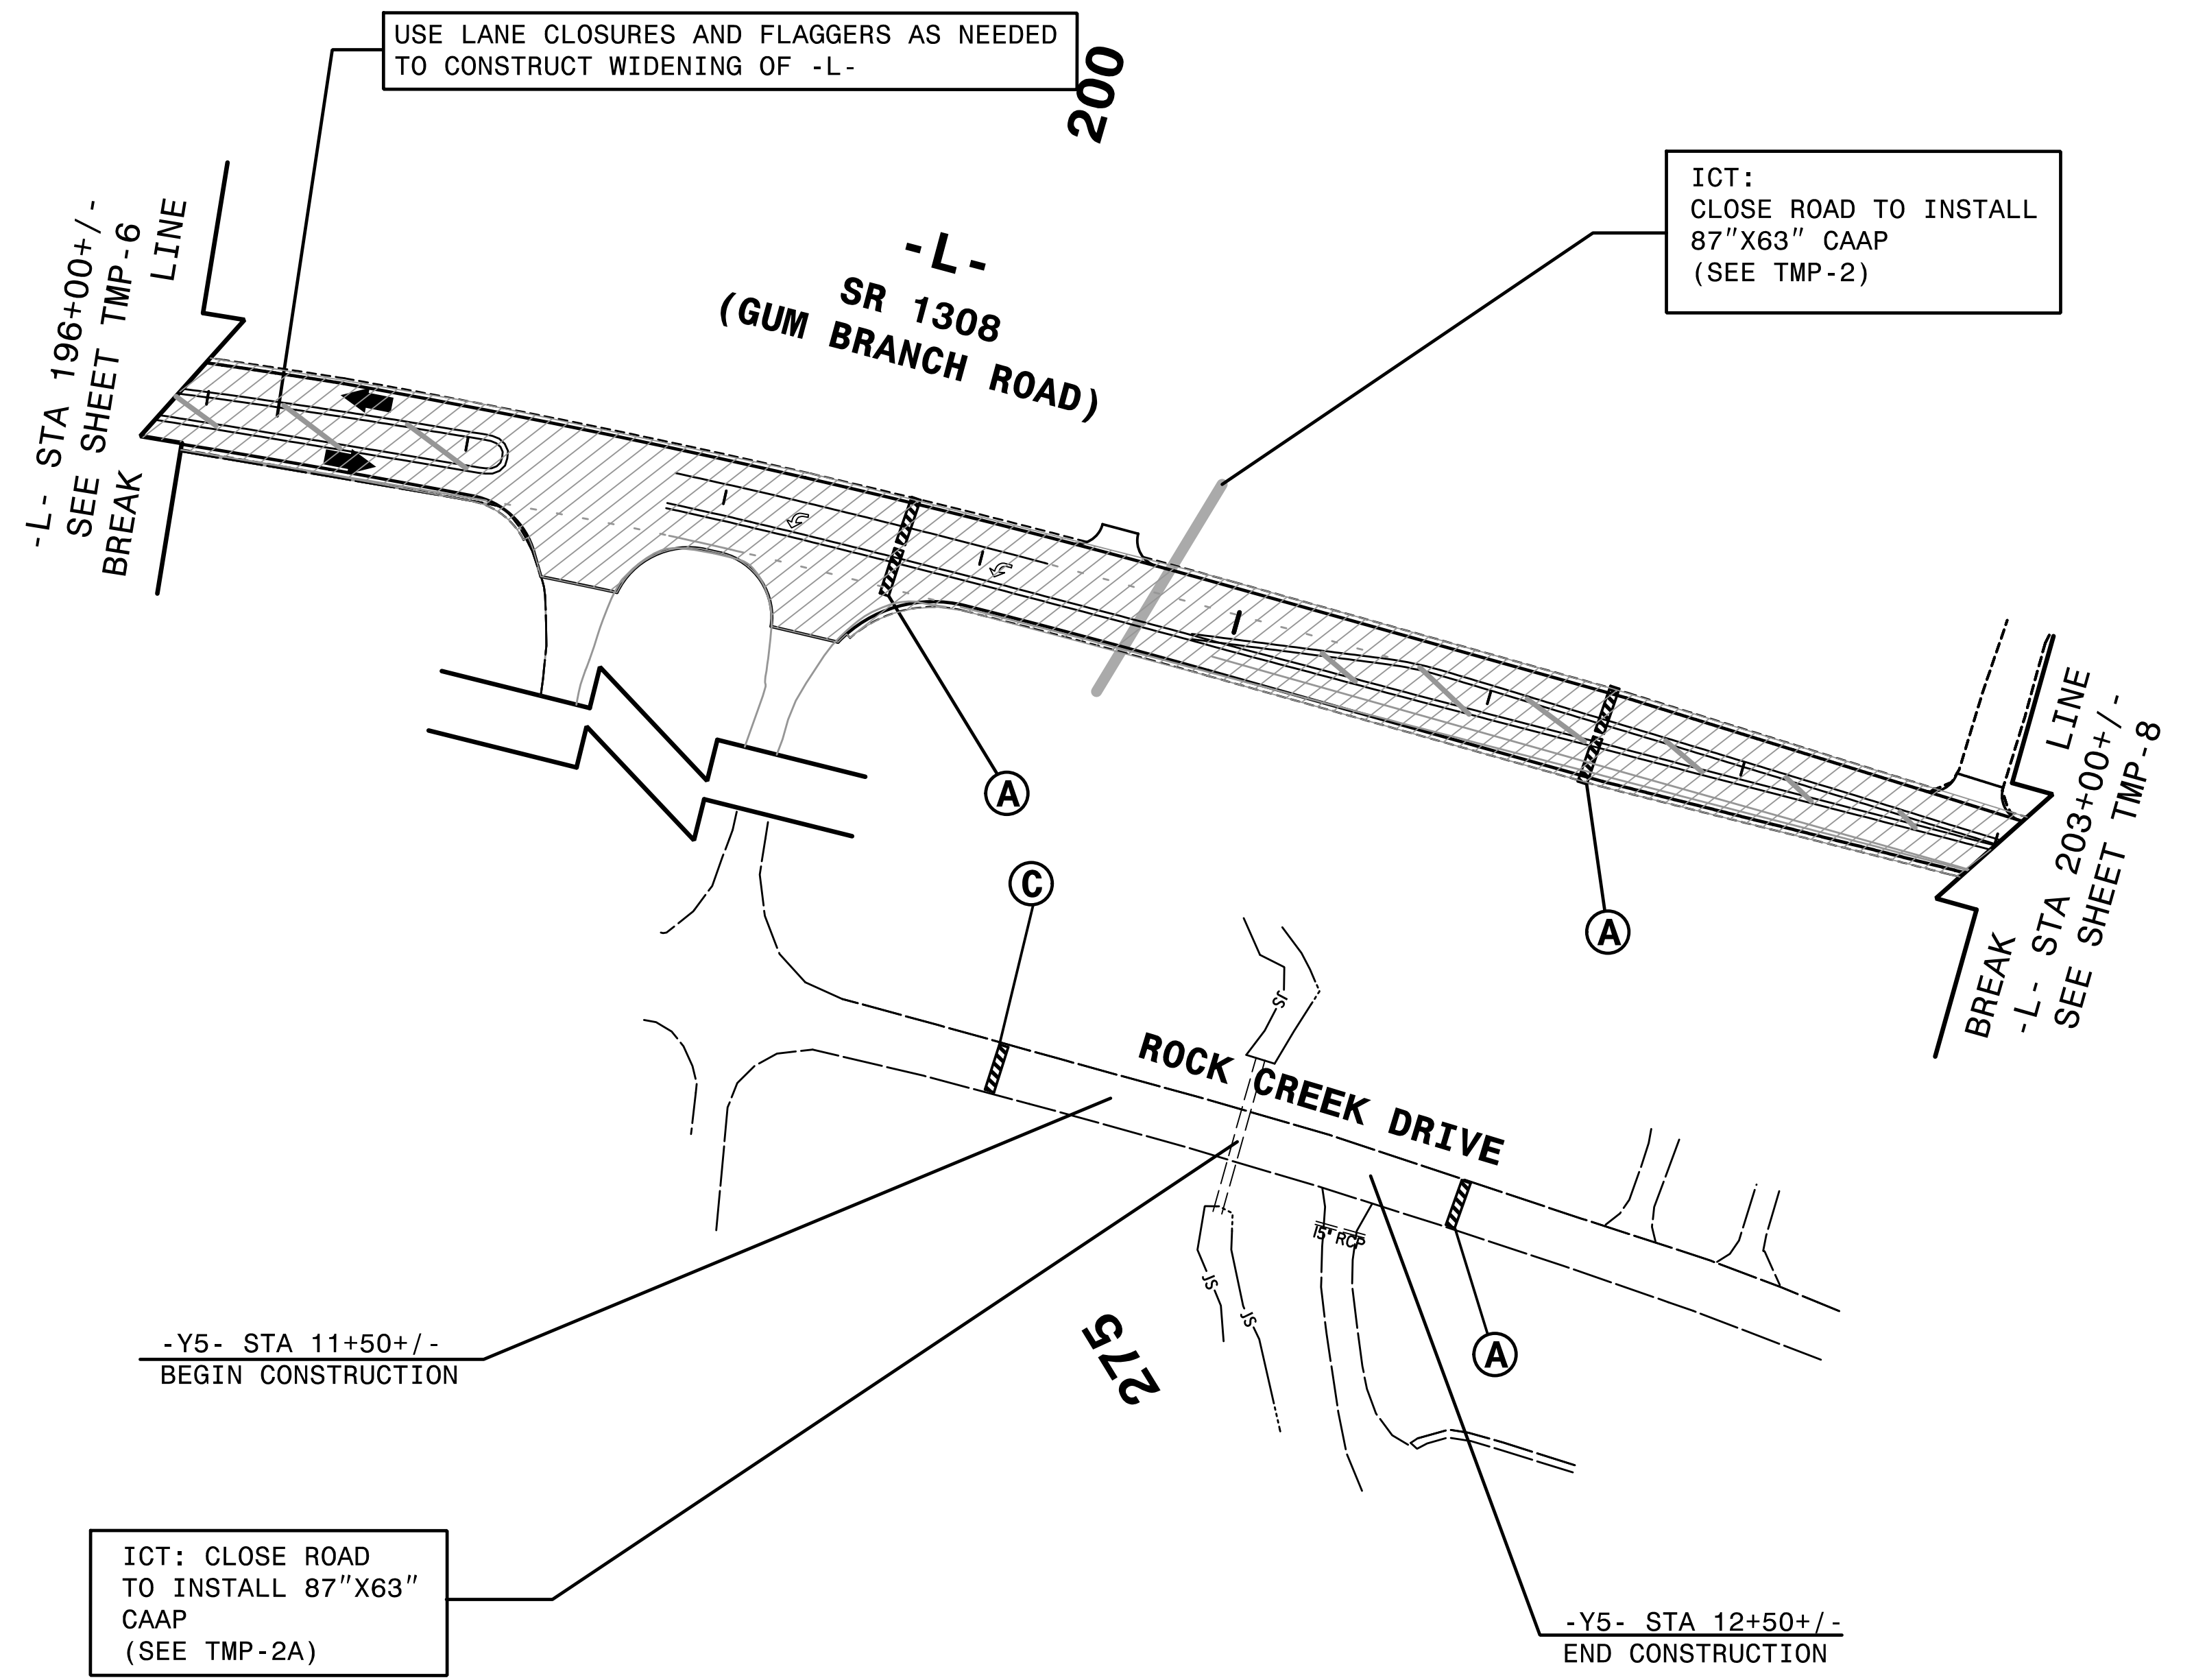 USE LANE CLOSURES AND FLAGGERS AS NEEDED
TO CONSTRUCT WIDENING OF -L-
200
ICT:
CLOSE ROAD TO INSTALL
87"X63" CAAP
(SEE TMP-2)
-L-
SR 1308
(GUM BRANCH ROAD)
-L- STA 196+00+/-
SEE SHEET TMP-6
BREAK LINE
A
A
C
BREAK LINE
-L- STA 203+00+/-
SEE SHEET TMP-8
JS
ROCK CREEK DRIVE
15" RCP
JS
JS
A
275
-Y5- STA 11+50+/-
BEGIN CONSTRUCTION
ICT: CLOSE ROAD
TO INSTALL 87"X63"
CAAP
(SEE TMP-2A)
-Y5- STA 12+50+/-
END CONSTRUCTION